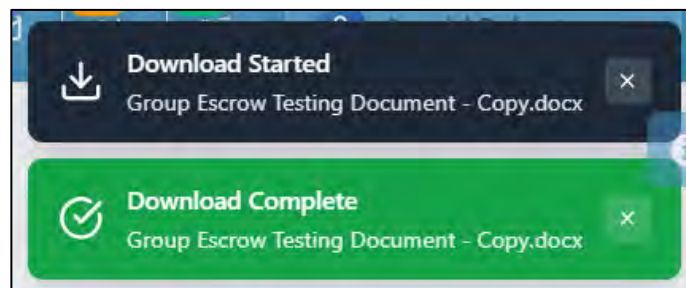 Download Started
Group Escrow Testing Document - Copy.docx
Download Complete
Group Escrow Testing Document - Copy.docx